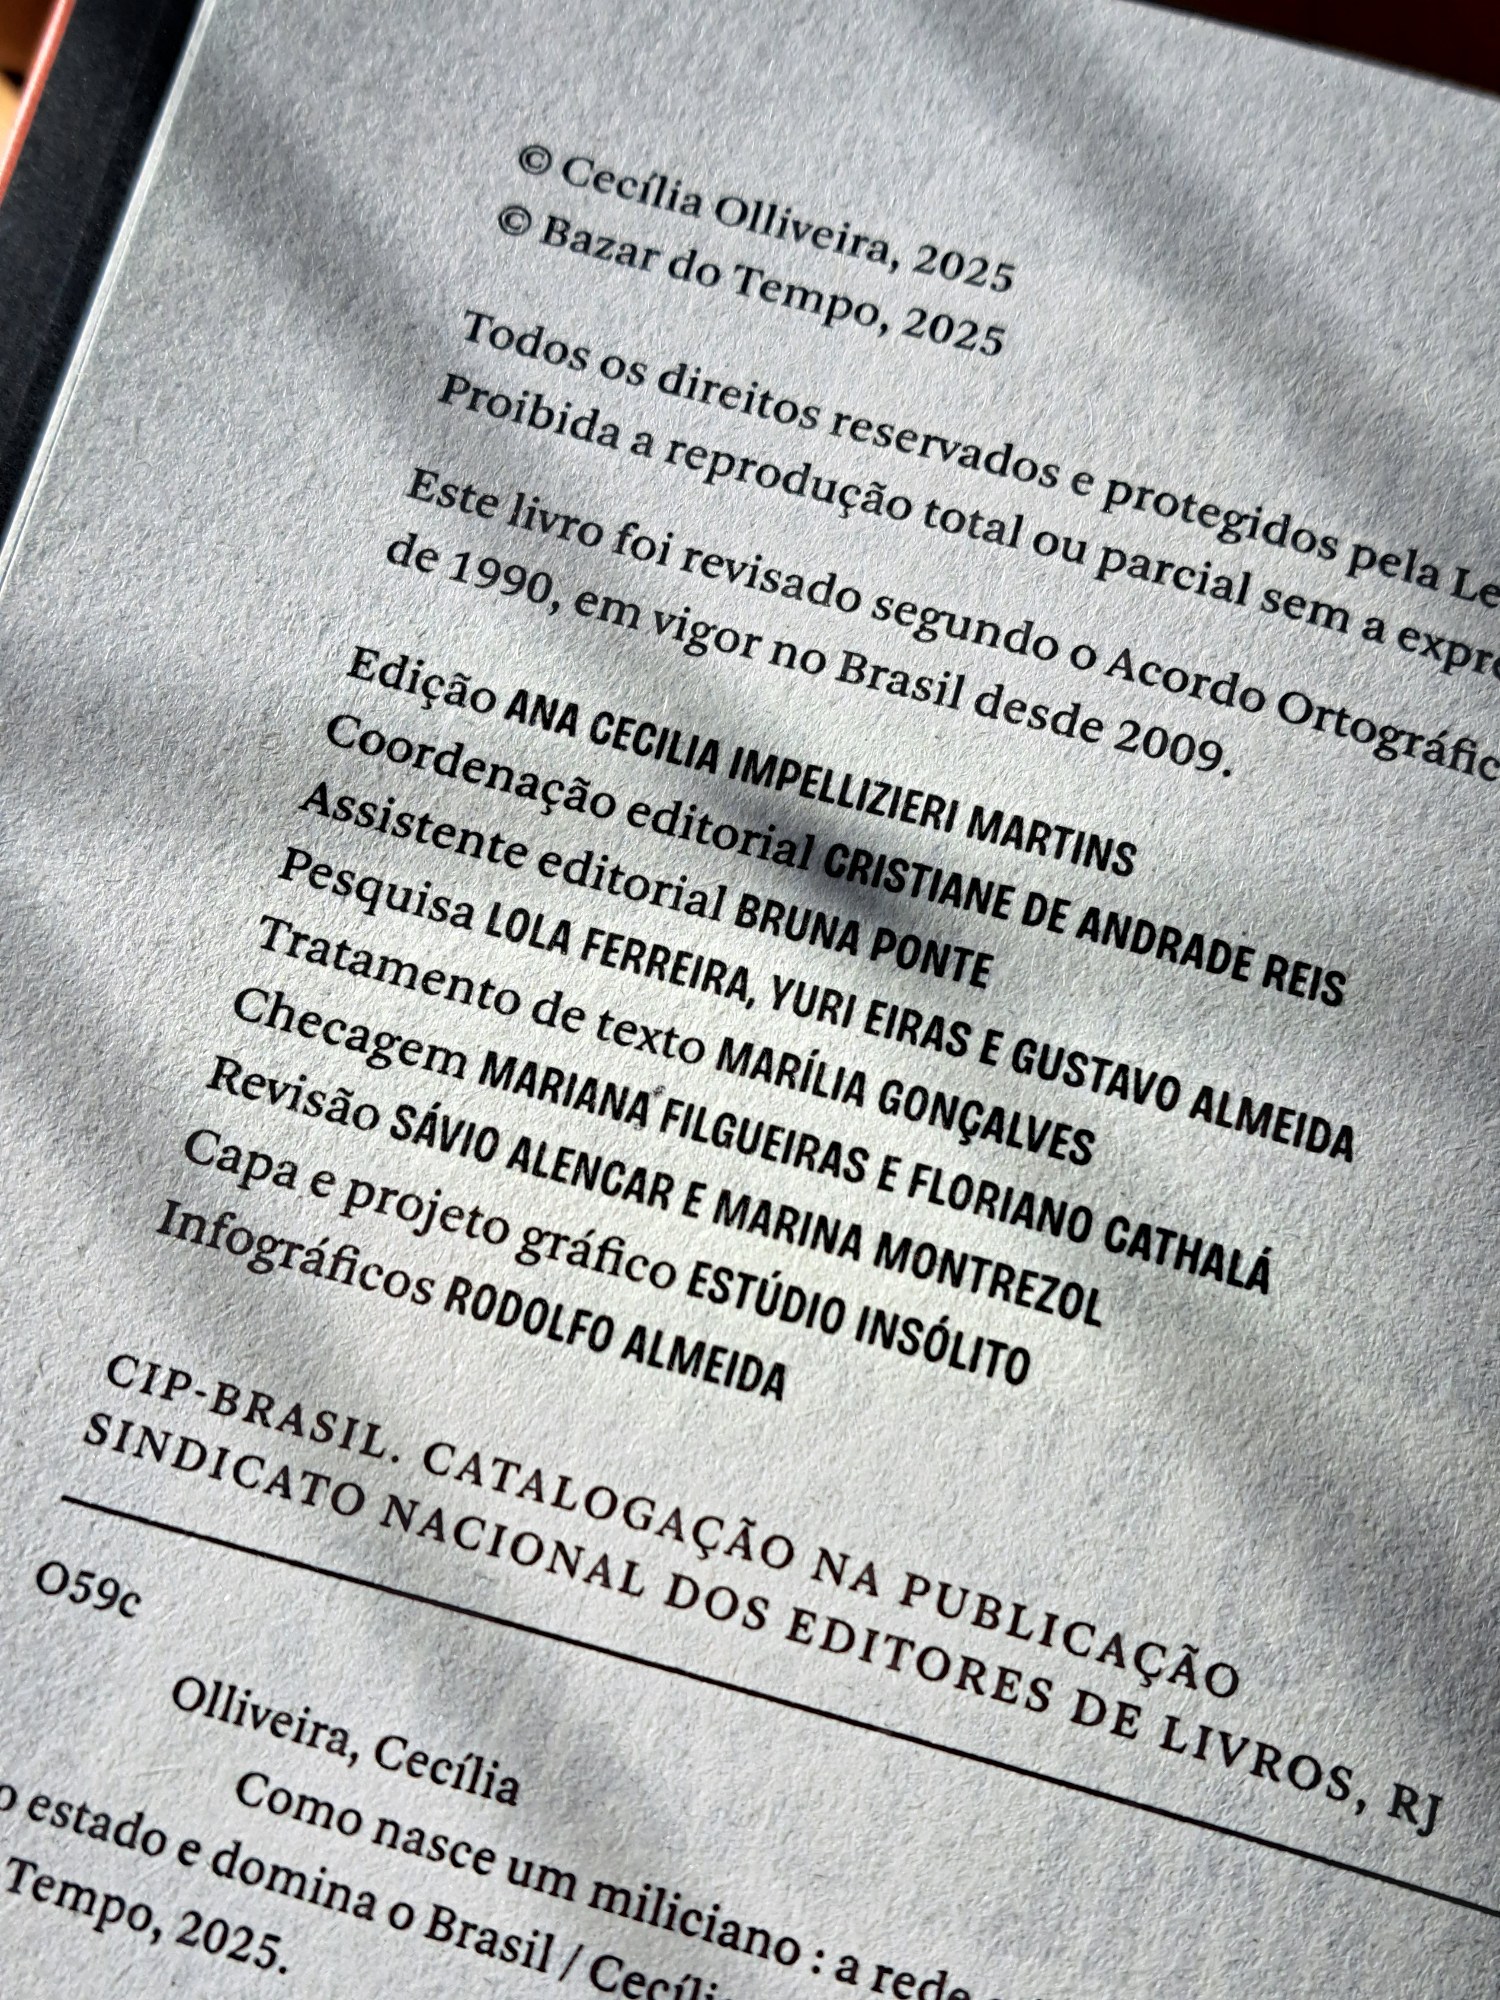 © Cecília Olliveira, 2025
© Bazar do Tempo, 2025
Todos os direitos reservados e protegidos pela
Proibida a reprodução total ou parcial sem a
Este livro foi revisado segundo o Acordo
de 1990, em vigor no Brasil desde 2009.
Edição ANA CECILIA IMPELLIZIERI MARTINS
Coordenação editorial CRISTIANE DE ANDRADE REIS
Assistente editorial BRUNA PONTE
Pesquisa LOLA FERREIRA, YURI EIRAS E GUSTAVO ALMEIDA
Tratamento de texto MARÍLIA GONÇALVES
Checagem MARIANA FILGUEIRAS E FLORIANO CATHALÁ
Revisão SÁVIO ALENCAR E MARINA MONTREZOL
Capa e projeto gráfico ESTÚDIO INSÓLITO
Infográficos RODOLFO ALMEIDA
CIP-BRASIL. CATALOGAÇÃO NA PUBLICAÇÃO
SINDICATO NACIONAL DOS EDITORES DE LIVROS, RJ
O59c
Olliveira, Cecília
Como nasce um miliciano : a rede
o estado e domina o Brasil /
Tempo, 2025.